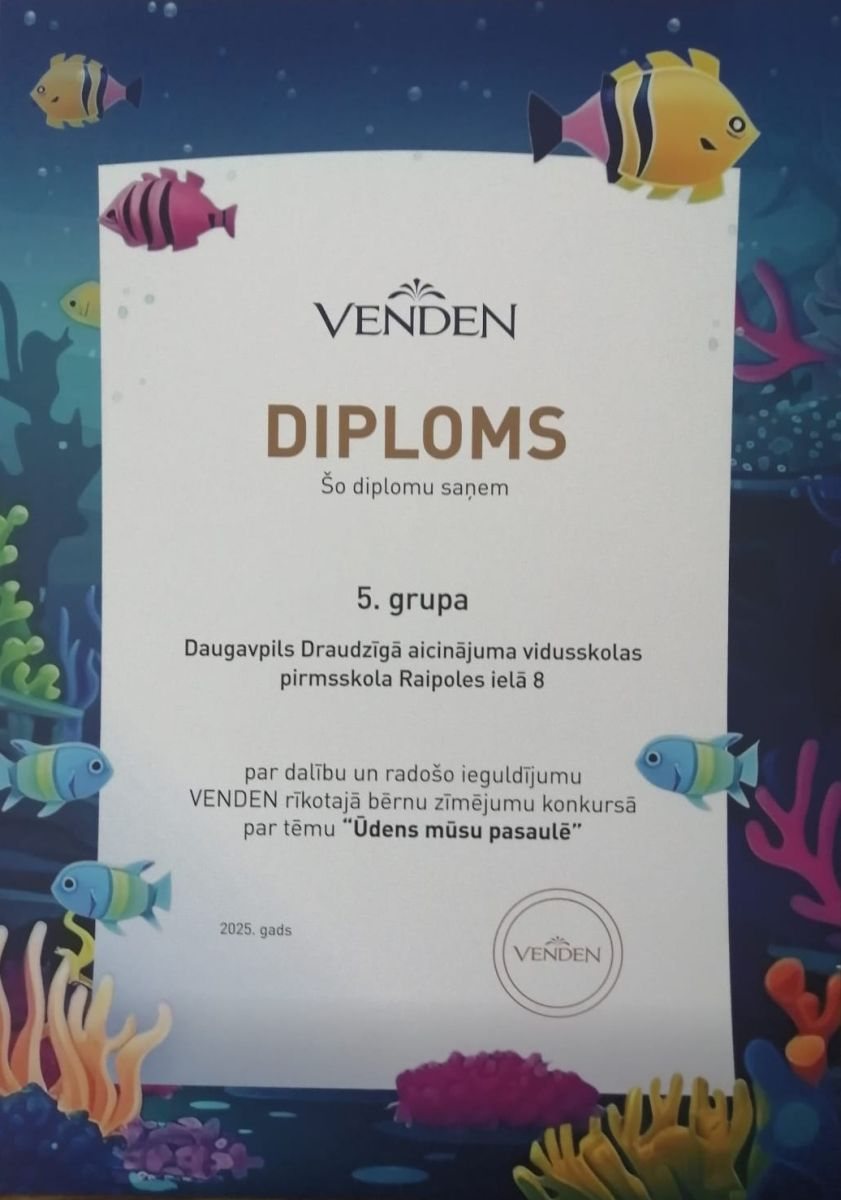 VENDEN
DIPLOMS
Šo diplomu saņem
5. grupa
Daugavpils Draudzīgā aicinājuma vidusskolas
pirmsskola Raipoles ielā 8
par dalību un radošo ieguldījumu
VENDEN rīkotajā bērnu zīmējumu konkursā
par tēmu “Ūdens mūsu pasaulē”
2025. gads
VENDEN